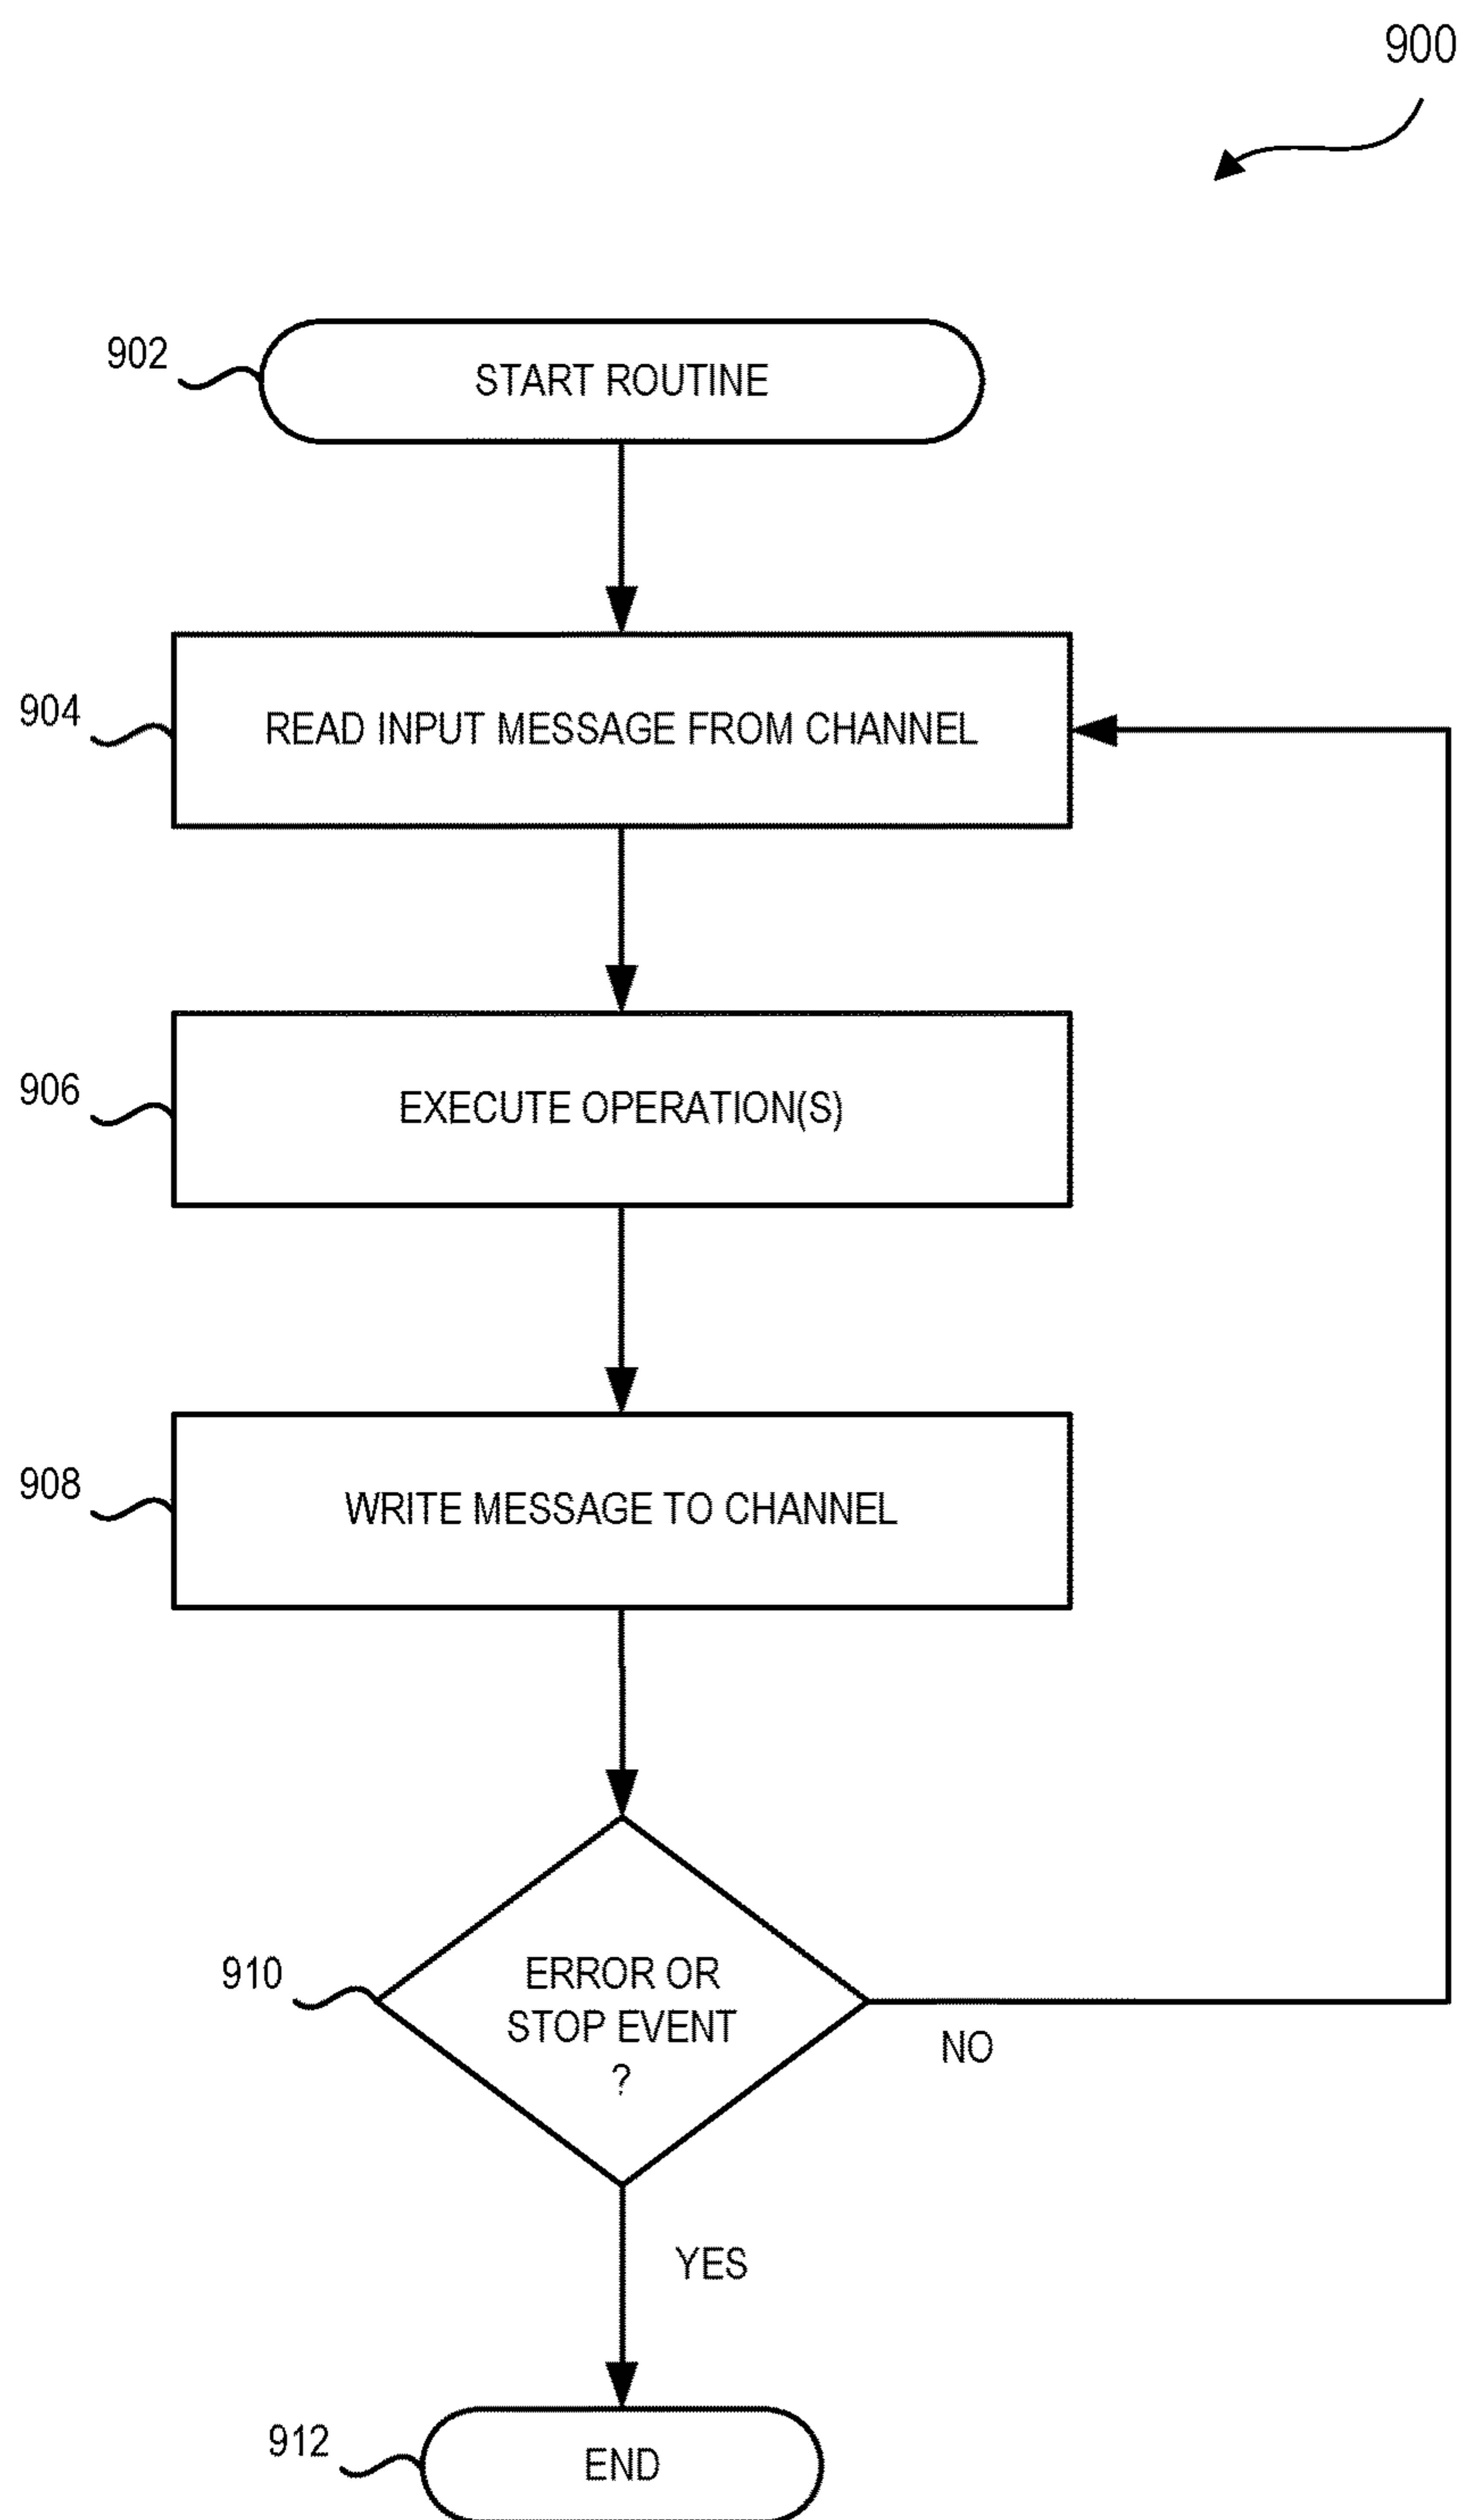 900
902
START ROUTINE
904
READ INPUT MESSAGE FROM CHANNEL
906
EXECUTE OPERATION(S)
908
WRITE MESSAGE TO CHANNEL
910
ERROR OR
STOP EVENT
?
NO
YES
912
END